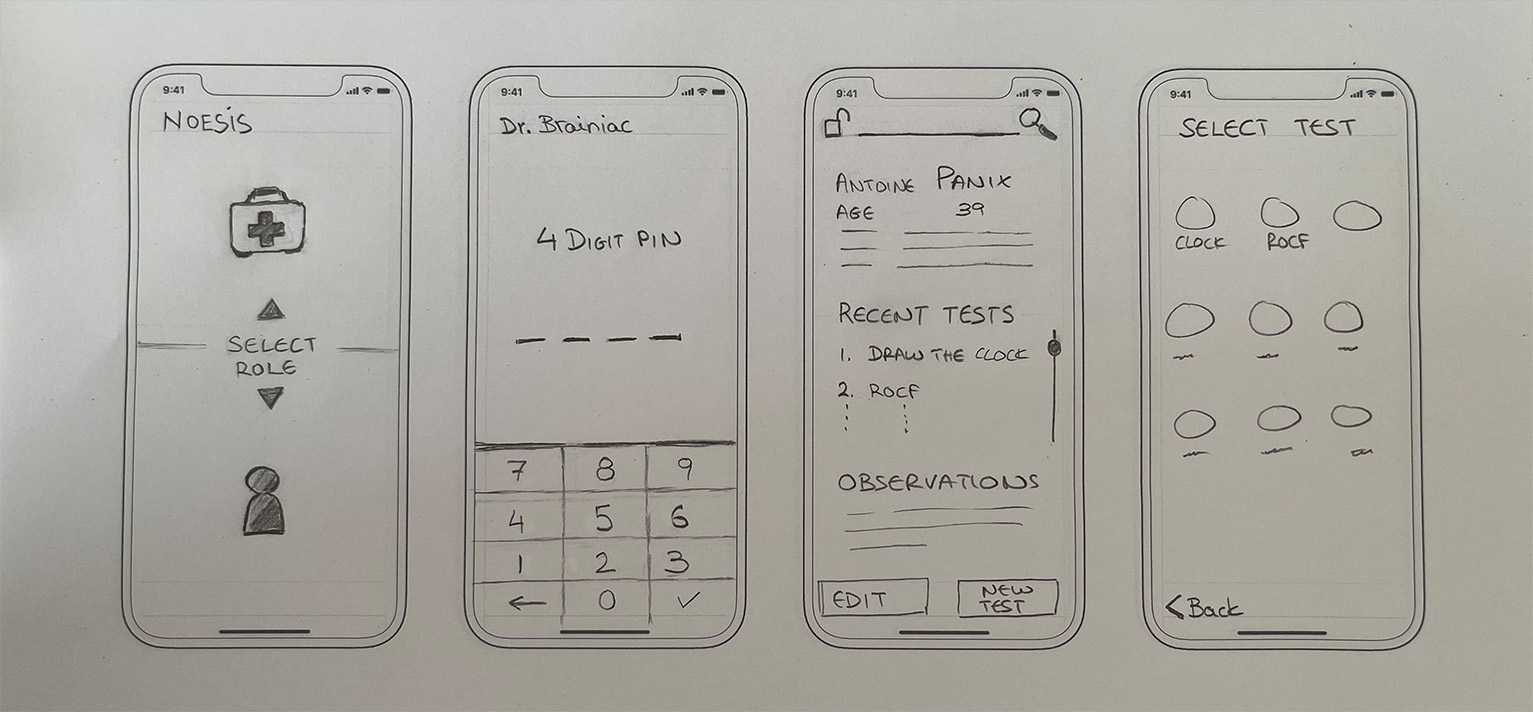 9:41
NOESIS
SELECT
ROLE
9:41
Dr. Brainiac
4 DIGIT PIN
7 8 9
4 5 6
1 2 3
← 0 ✓
9:41
ANTOINE PANIX
AGE 39
RECENT TESTS
1. DRAW THE CLOCK
2. ROCF
OBSERVATIONS
EDIT
NEW
TEST
9:41
SELECT TEST
CLOCK ROCF
< Back